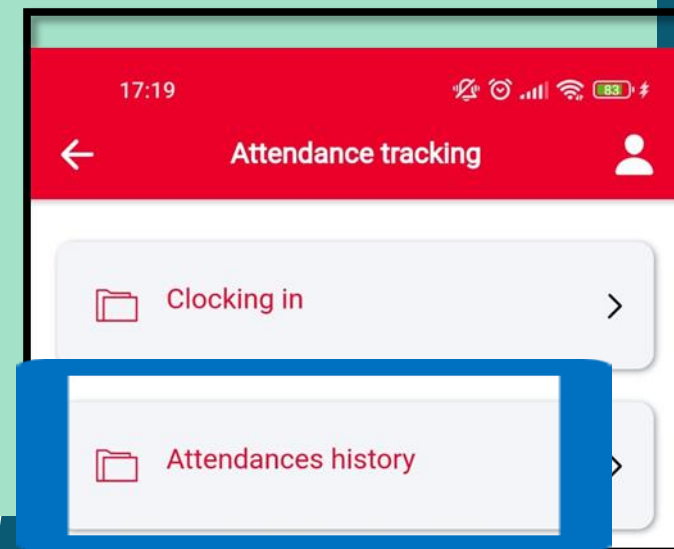 17:19
83
Attendance tracking
Clocking in
Attendances history